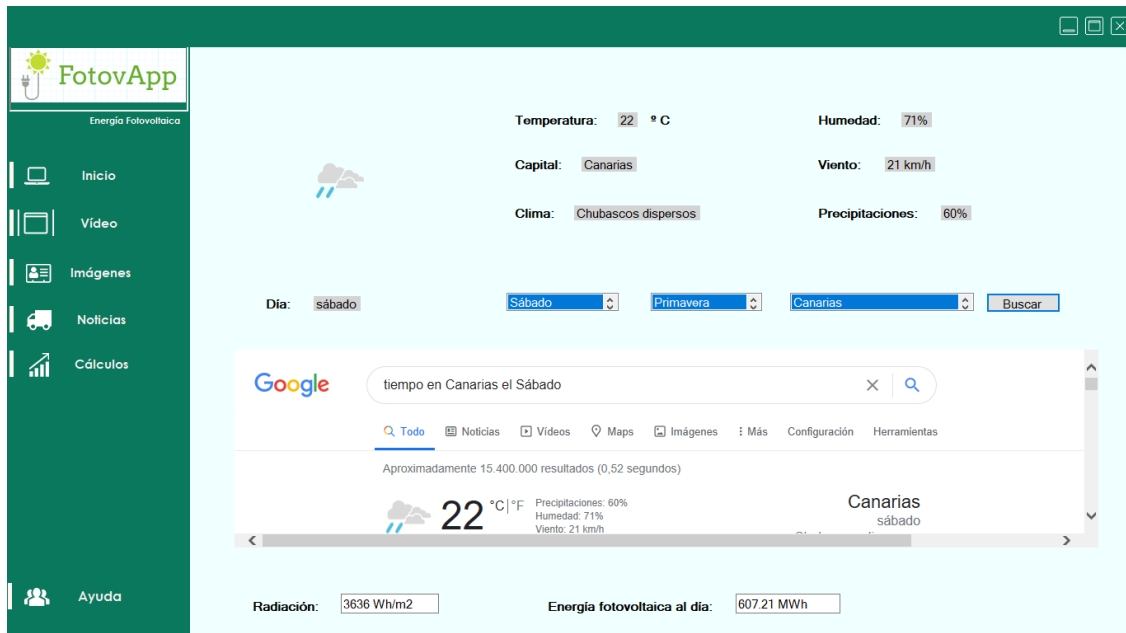 FotovApp
Energía Fotovoltaica
Inicio
Vídeo
Imágenes
Noticias
Cálculos
Ayuda
Temperatura: 22 º C Humedad: 71%
Capital: Canarias Viento: 21 km/h
Clima: Chubascos dispersos Precipitaciones: 60%
Día: sábado Sábado Primavera Canarias Buscar
Google tiempo en Canarias el Sábado
Todo Noticias Vídeos Maps Imágenes Más Configuración Herramientas
Aproximadamente 15.400.000 resultados (0,52 segundos)
22 °C|°F
Precipitaciones: 60%
Humedad: 71%
Viento: 21 km/h
Canarias
sábado
Radiación: 3636 Wh/m2 Energía fotovoltaica al día: 607.21 MWh